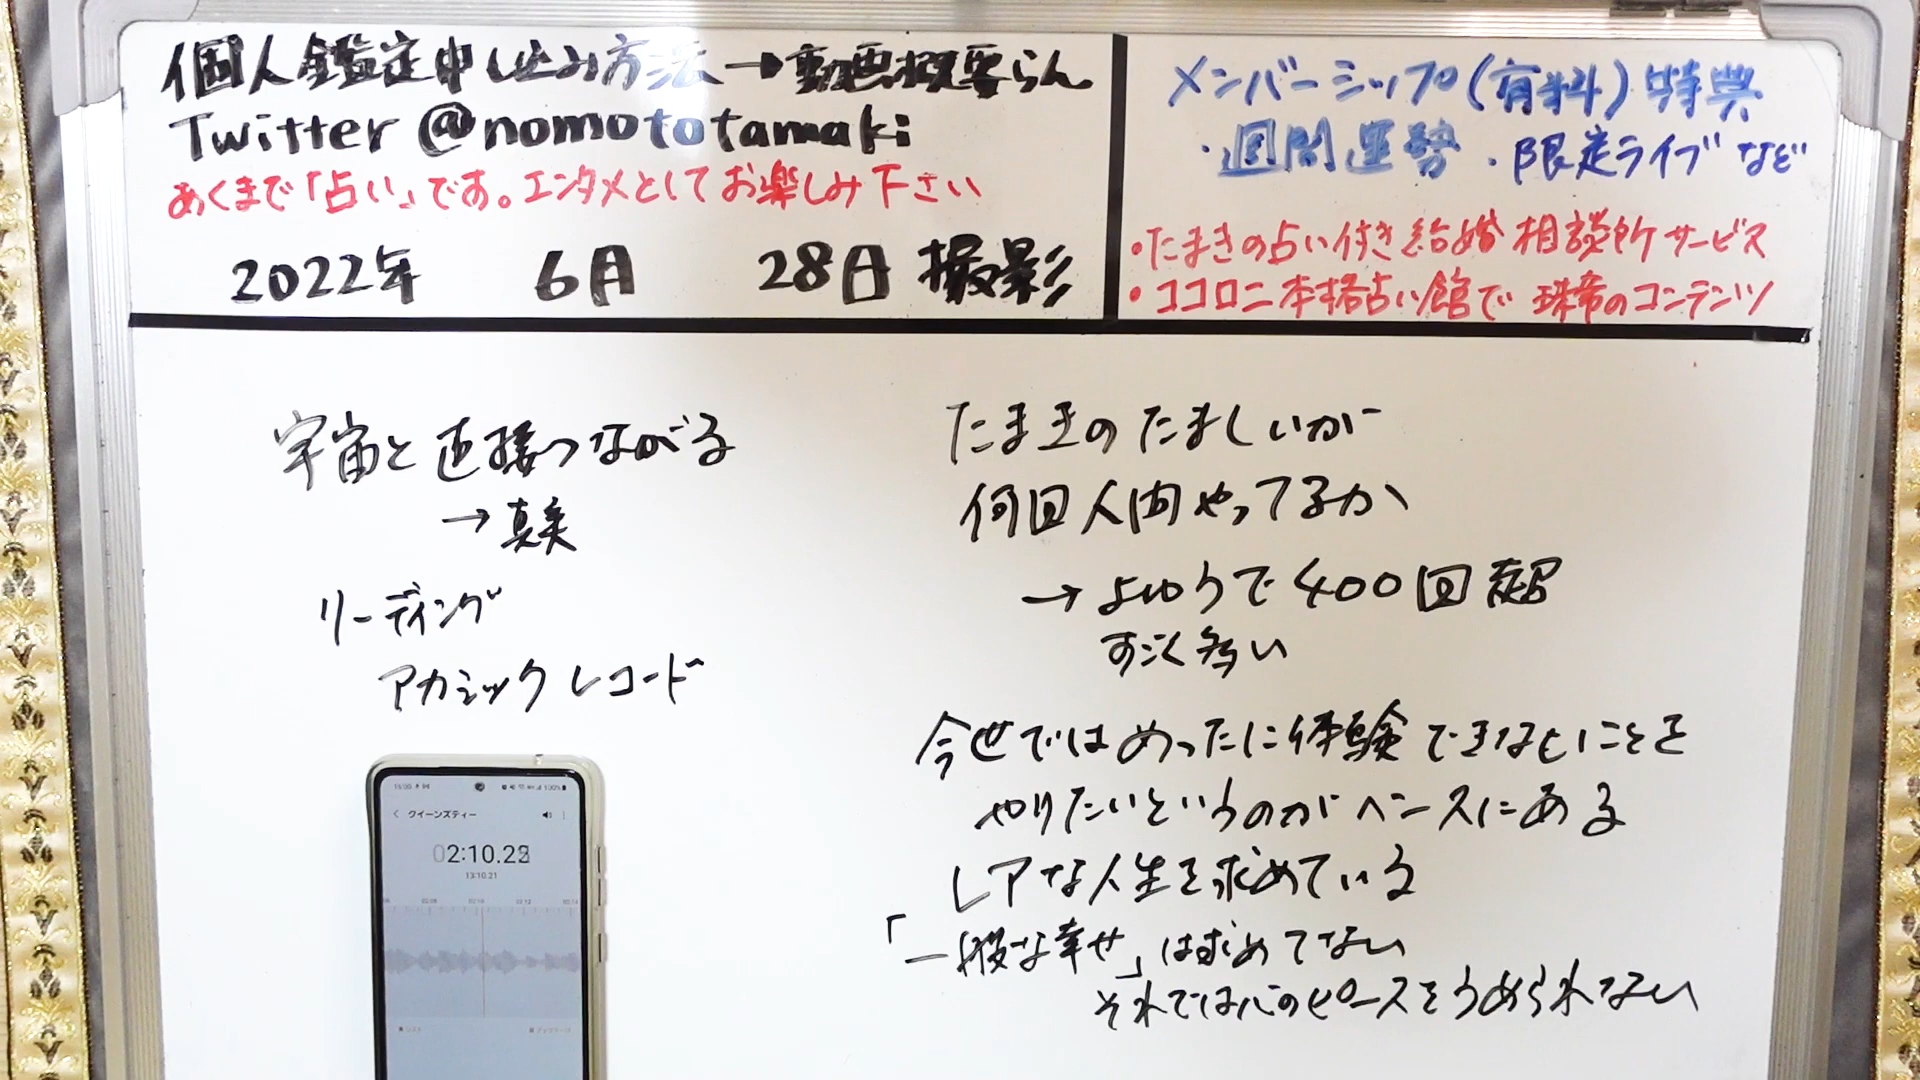 個人鑑定申し込み方法→動画概要らん
Twitter @nomototamaki
あくまで「占い」です。エンタメとしてお楽しみ下さい
2022年 6月 28日 撮影
メンバーシップ(有料)特典
・週間運勢 ・限定ライブ など
・たまきの占い付き結婚相談所サービス
・ココロニ本格占い館で 珠希のコンテンツ
宇宙と直接つながる
→真実
リーディング
アカシックレコード
たまきのたましいが
何回人間やってるか
→よゆうで400回超
すごく多い
今世ではめったに体験できないことを
やりたいというのがベースにある
レアな人生を求めている
「一般な幸せ」は求めてない
それでは心のピースをうめられない
クイーンズティー
02:10.22
13:10.21